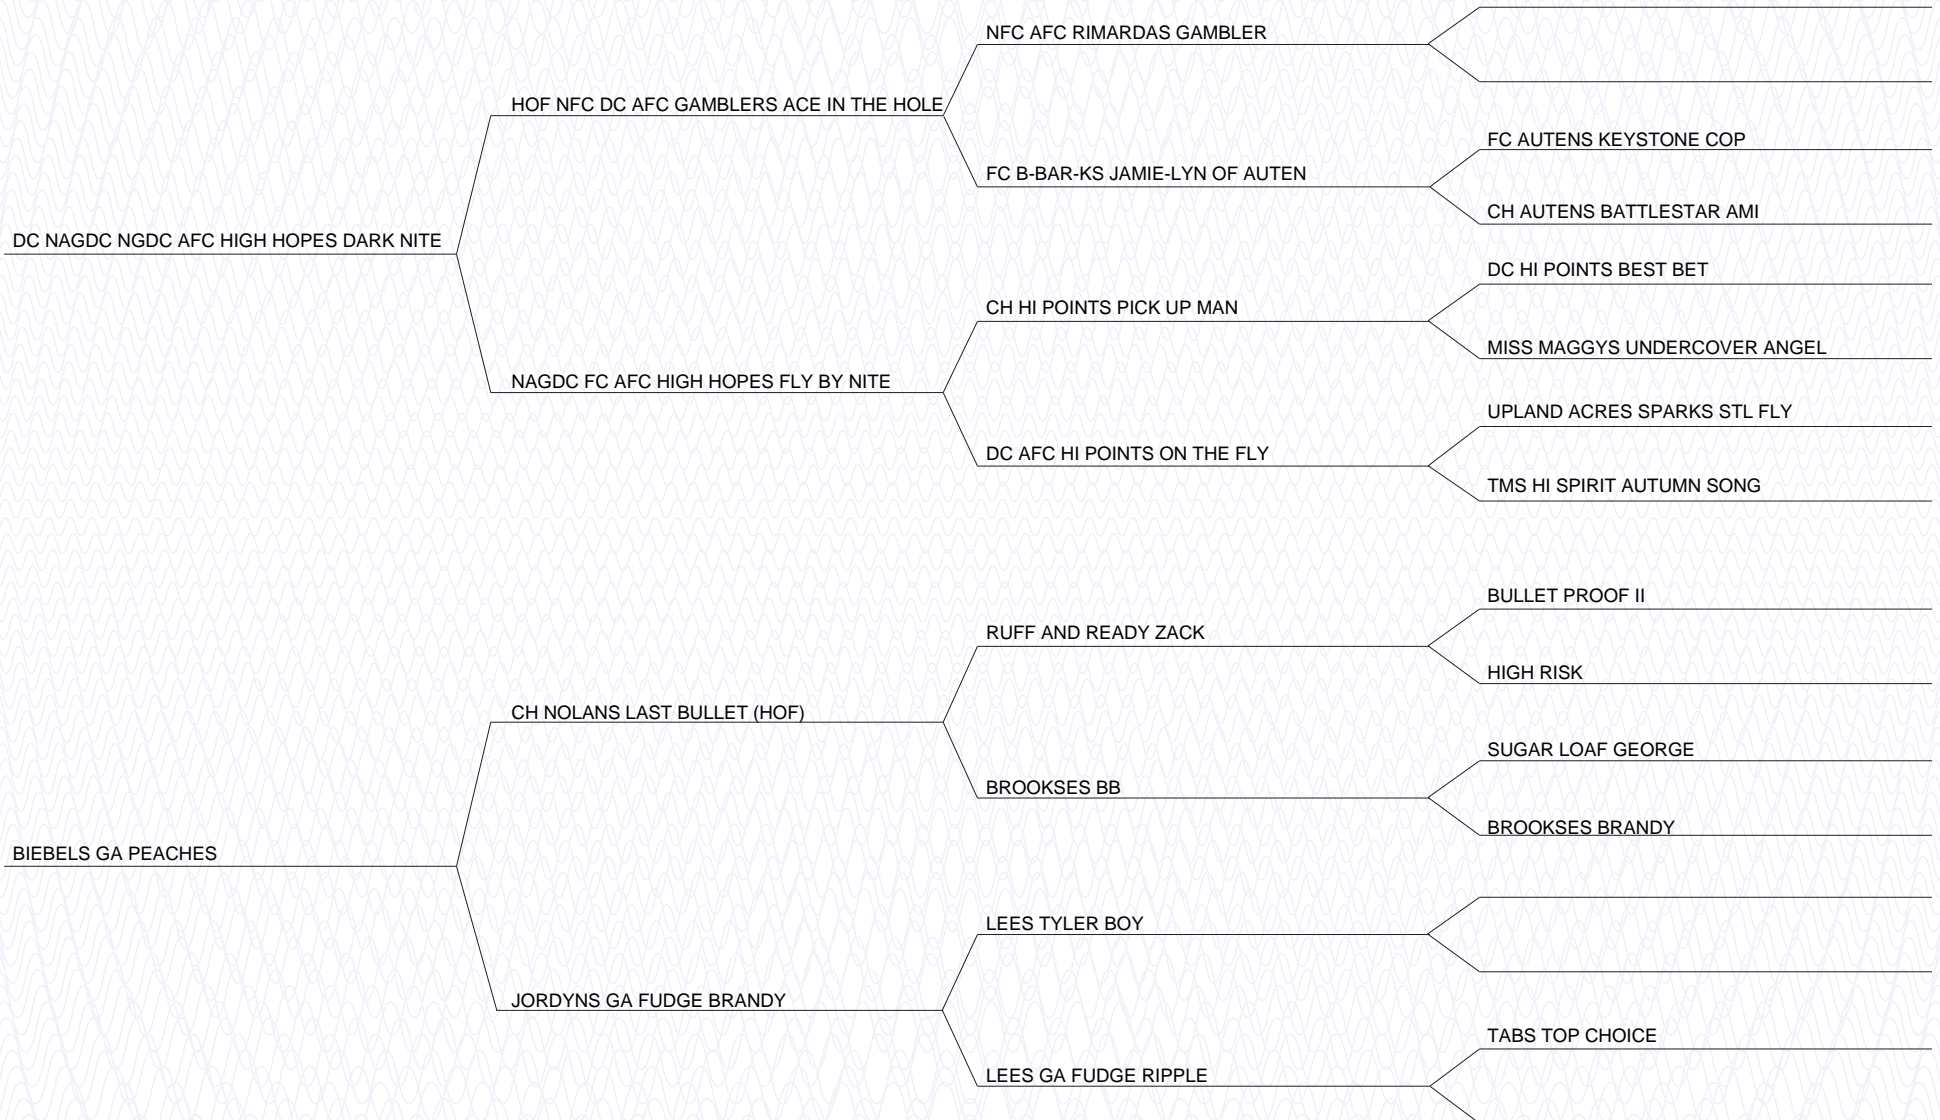 NFC AFC RIMARDAS GAMBLER
HOF NFC DC AFC GAMBLERS ACE IN THE HOLE
FC AUTENS KEYSTONE COP
FC B-BAR-KS JAMIE-LYN OF AUTEN
CH AUTENS BATTLESTAR AMI
DC NAGDC NGDC AFC HIGH HOPES DARK NITE
DC HI POINTS BEST BET
CH HI POINTS PICK UP MAN
MISS MAGGYS UNDERCOVER ANGEL
NAGDC FC AFC HIGH HOPES FLY BY NITE
UPLAND ACRES SPARKS STL FLY
DC AFC HI POINTS ON THE FLY
TMS HI SPIRIT AUTUMN SONG
BULLET PROOF II
RUFF AND READY ZACK
HIGH RISK
CH NOLANS LAST BULLET (HOF)
SUGAR LOAF GEORGE
BROOKSES BB
BROOKSES BRANDY
BIEBELS GA PEACHES
LEES TYLER BOY
JORDYNS GA FUDGE BRANDY
TABS TOP CHOICE
LEES GA FUDGE RIPPLE